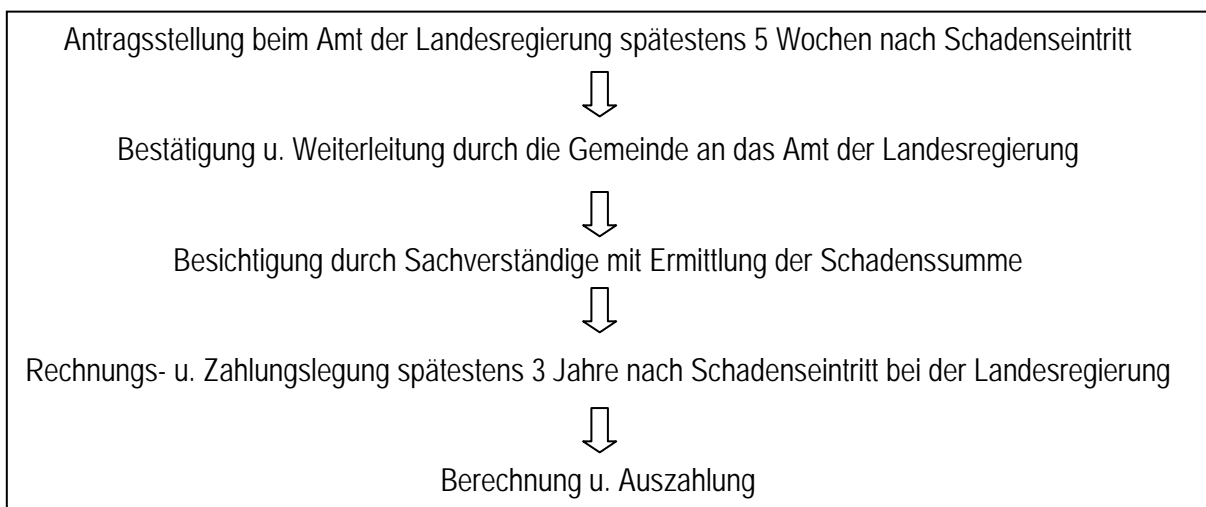 Antragsstellung beim Amt der Landesregierung spätestens 5 Wochen nach Schadenseintritt
Bestätigung u. Weiterleitung durch die Gemeinde an das Amt der Landesregierung
Besichtigung durch Sachverständige mit Ermittlung der Schadenssumme
Rechnungs- u. Zahlungslegung spätestens 3 Jahre nach Schadenseintritt bei der Landesregierung
Berechnung u. Auszahlung